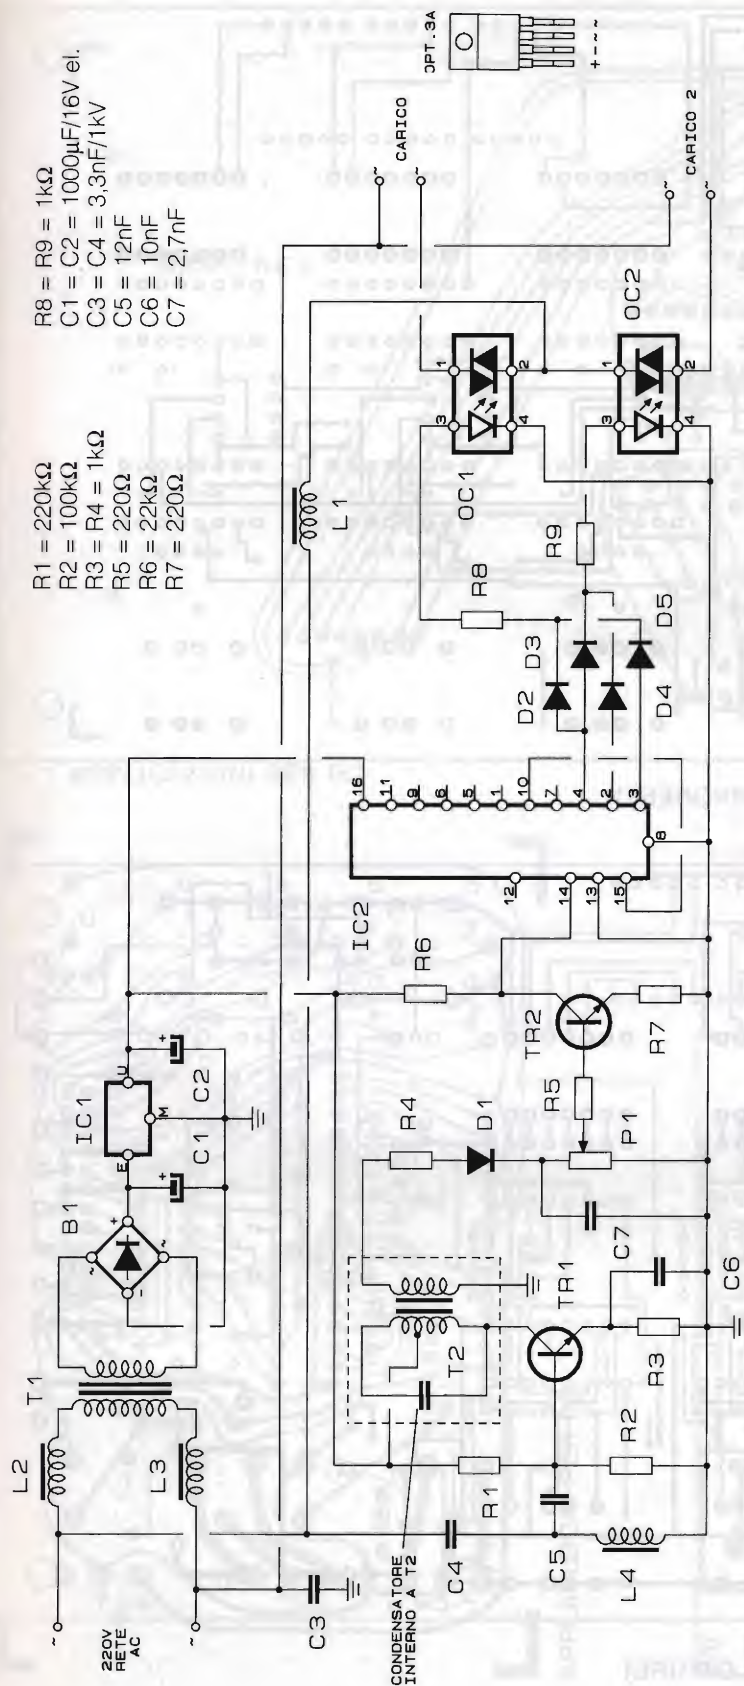 R1 = 220kΩ
R2 = 100kΩ
R3 = R4 = 1kΩ
R5 = 220Ω
R6 = 22kΩ
R7 = 220Ω
R8 = R9 = 1kΩ
C1 = C2 = 1000µF/16V el.
C3 = C4 = 3,3nF/1kV
C5 = 12nF
C6 = 10nF
C7 = 2,7nF
OPT. 3A
+ - ~ ~
220V
RETE
AC
~
~
L2
L3
T1
B1
~
~
+
-
IC1
E
U
M
C1
+
C2
+
C3
L1
CARICO
~
~
CARICO 2
~
~
CONDENSATORE
INTERNO A T2
T2
C4
R1
C5
L4
R2
TR1
R3
C6
R4
D1
C7
P1
R5
TR2
R6
R7
IC2
12
14
13
15
16
11
9
6
5
1
10
7
4
2
3
8
D2
D3
D4
D5
R8
R9
OC1
3
4
1
2
OC2
3
4
1
2